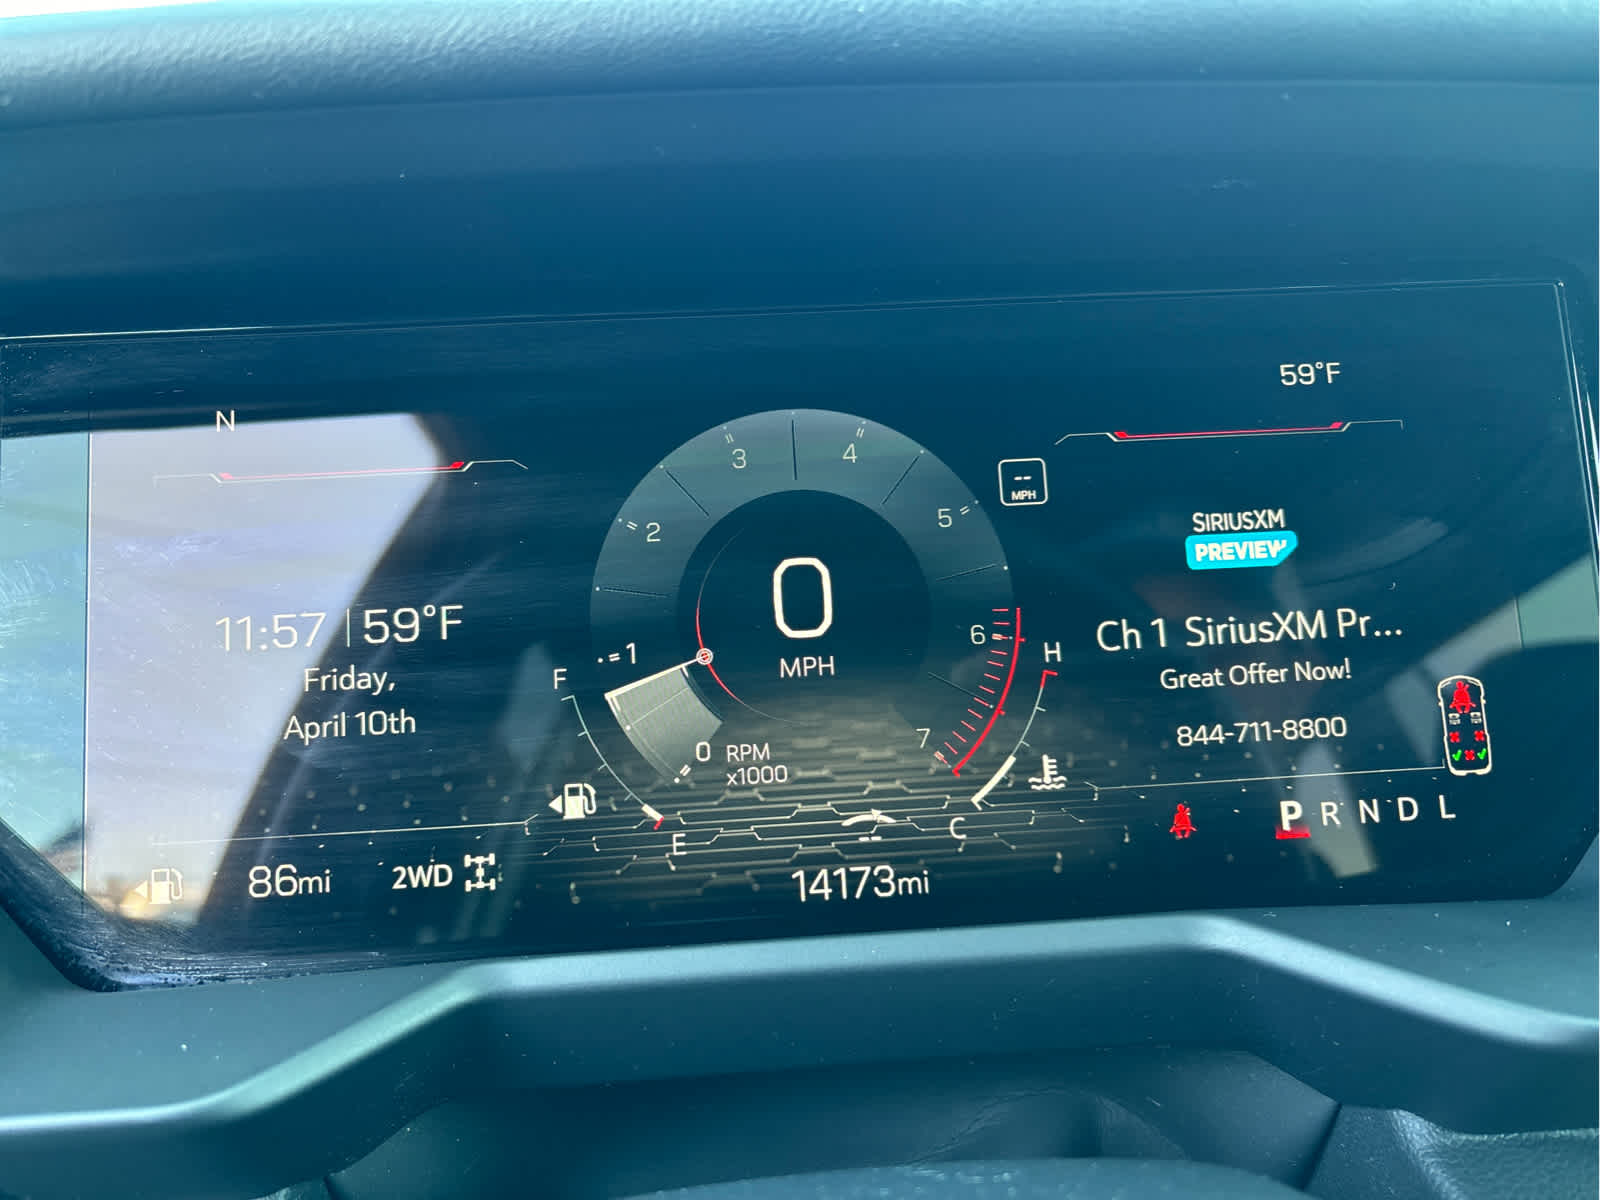 59°F
N
3
4
--
MPH
2
5
SIRIUSXM
PREVIEW
0
MPH
11:57 | 59°F
Friday,
April 10th
1
6
H
Ch 1 SiriusXM Pr...
Great Offer Now!
F
844-711-8800
0 RPM
x1000
7
E
--
C
P R N D L
86mi
2WD
14173mi